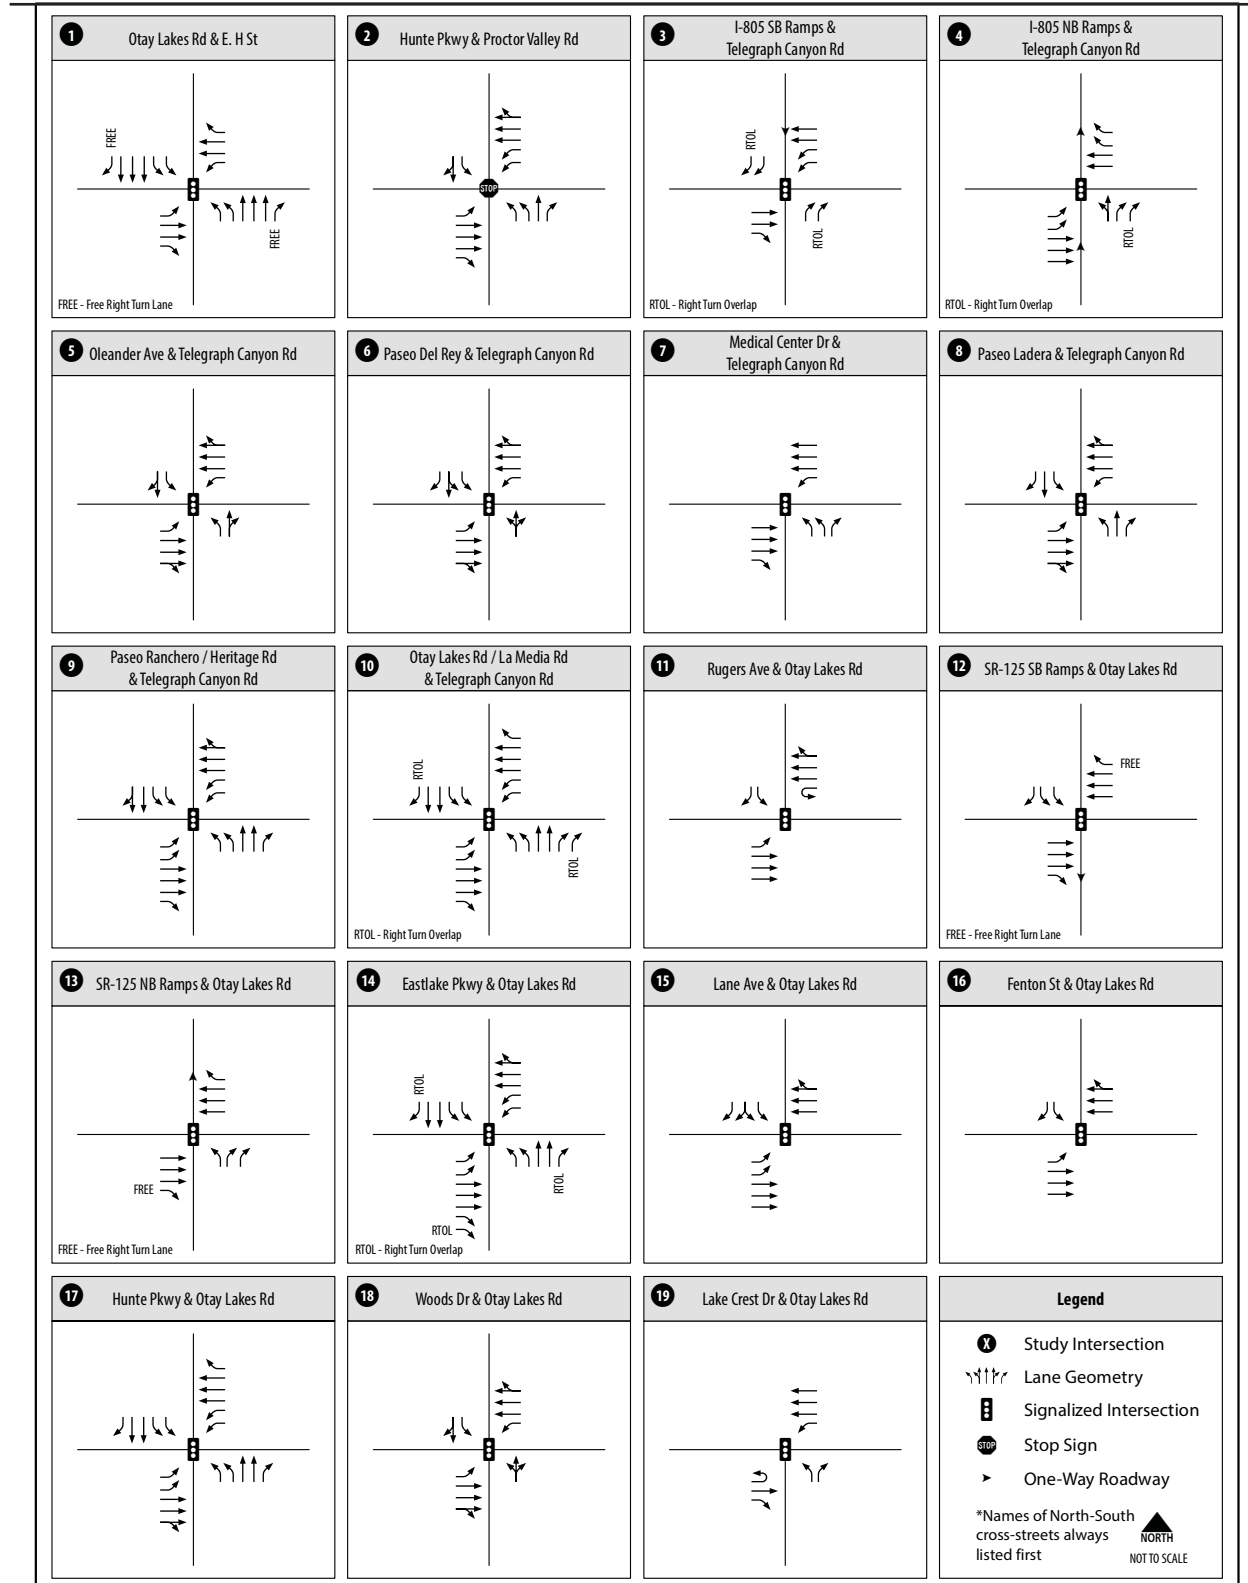 1
Otay Lakes Rd & E. H St
FREE
FREE
FREE - Free Right Turn Lane
2
Hunte Pkwy & Proctor Valley Rd
STOP
3
I-805 SB Ramps &
Telegraph Canyon Rd
RTOL
RTOL
RTOL - Right Turn Overlap
4
I-805 NB Ramps &
Telegraph Canyon Rd
RTOL
RTOL - Right Turn Overlap
5
Oleander Ave & Telegraph Canyon Rd
6
Paseo Del Rey & Telegraph Canyon Rd
7
Medical Center Dr &
Telegraph Canyon Rd
8
Paseo Ladera & Telegraph Canyon Rd
9
Paseo Ranchero / Heritage Rd
& Telegraph Canyon Rd
10
Otay Lakes Rd / La Media Rd
& Telegraph Canyon Rd
RTOL
RTOL
RTOL - Right Turn Overlap
11
Rugers Ave & Otay Lakes Rd
12
SR-125 SB Ramps & Otay Lakes Rd
FREE
FREE - Free Right Turn Lane
13
SR-125 NB Ramps & Otay Lakes Rd
FREE
FREE - Free Right Turn Lane
14
Eastlake Pkwy & Otay Lakes Rd
RTOL
RTOL
RTOL
RTOL - Right Turn Overlap
15
Lane Ave & Otay Lakes Rd
16
Fenton St & Otay Lakes Rd
17
Hunte Pkwy & Otay Lakes Rd
18
Woods Dr & Otay Lakes Rd
19
Lake Crest Dr & Otay Lakes Rd
Legend
X Study Intersection
Lane Geometry
Signalized Intersection
STOP Stop Sign
One-Way Roadway
*Names of North-South
cross-streets always
listed first
NORTH
NOT TO SCALE